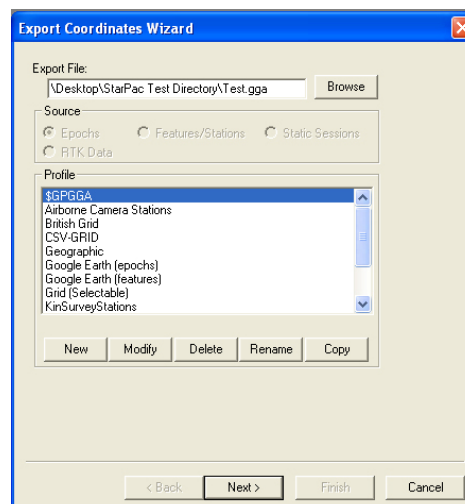 Export Coordinates Wizard
Export File:
\Desktop\StarPac Test Directory\Test.gga
Browse
Source
Epochs Features/Stations Static Sessions
RTK Data
Profile
$GPGGA
Airborne Camera Stations
British Grid
CSV-GRID
Geographic
Google Earth (epochs)
Google Earth (features)
Grid (Selectable)
KinSurveyStations
New Modify Delete Rename Copy
< Back Next > Finish Cancel